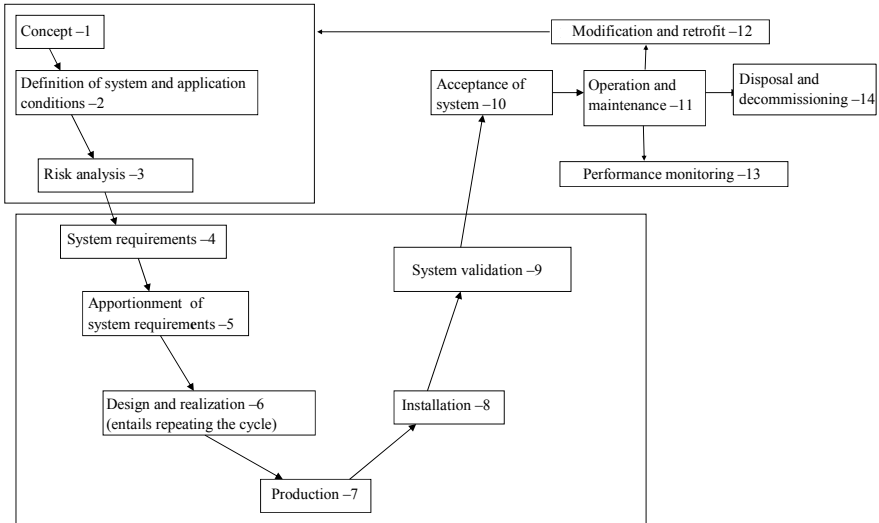 Concept –1
Definition of system and application
conditions –2
Risk analysis –3
System requirements –4
Apportionment of
system requirements –5
Design and realization –6
(entails repeating the cycle)
Production –7
Installation –8
System validation –9
Acceptance of
system –10
Operation and
maintenance –11
Modification and retrofit –12
Performance monitoring –13
Disposal and
decommissioning –14